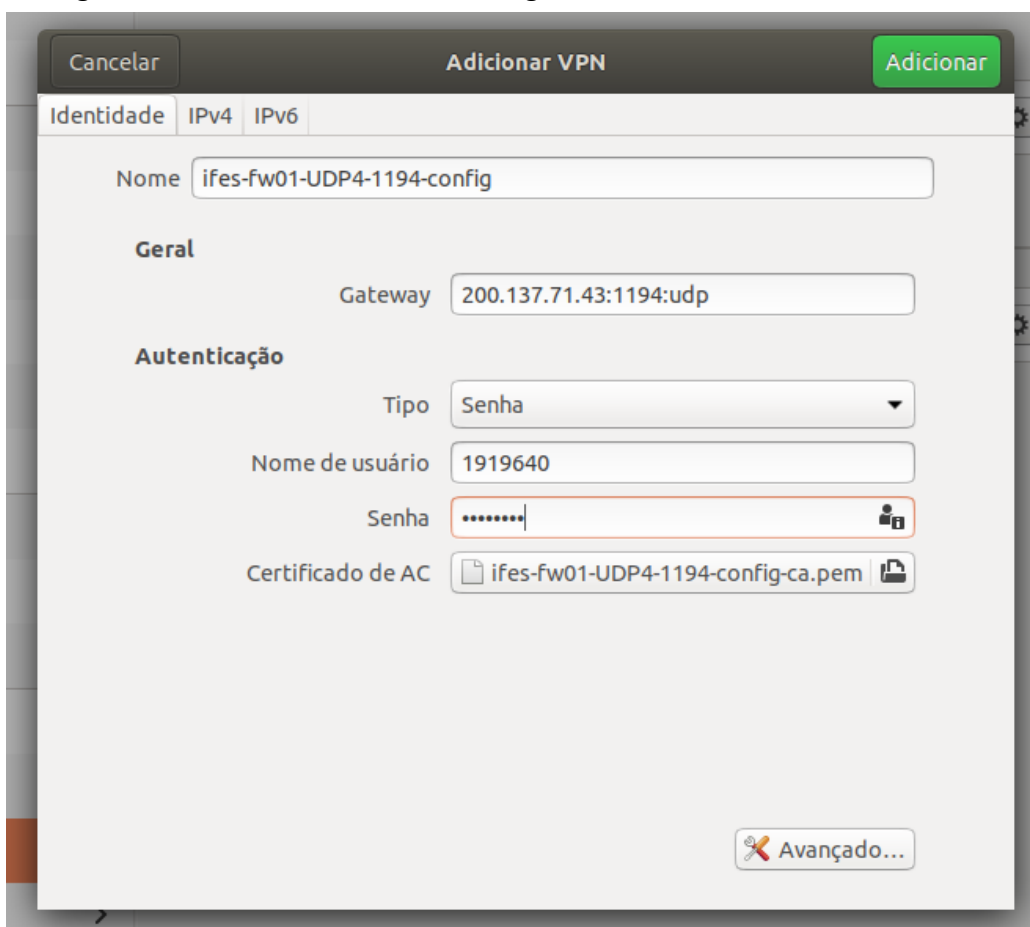 Cancelar Adicionar VPN Adicionar
Identidade IPv4 IPv6
Nome ifes-fw01-UDP4-1194-config
Geral
Gateway 200.137.71.43:1194:udp
Autenticação
Tipo Senha
Nome de usuário 1919640
Senha ••••••••
Certificado de AC ifes-fw01-UDP4-1194-config-ca.pem
Avançado...